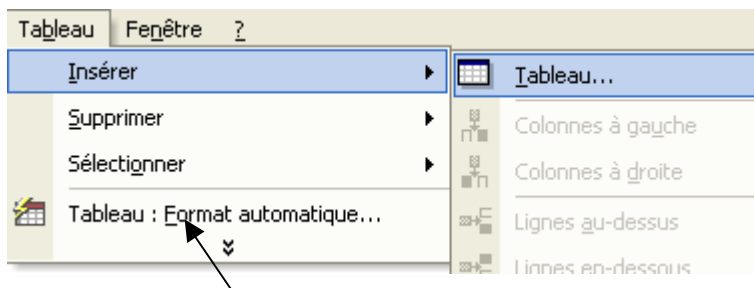 Tableau Fenêtre ?
Insérer
Supprimer
Sélectionner
Tableau : Format automatique...
Tableau...
Colonnes à gauche
Colonnes à droite
Lignes au-dessus
Lignes en-dessous